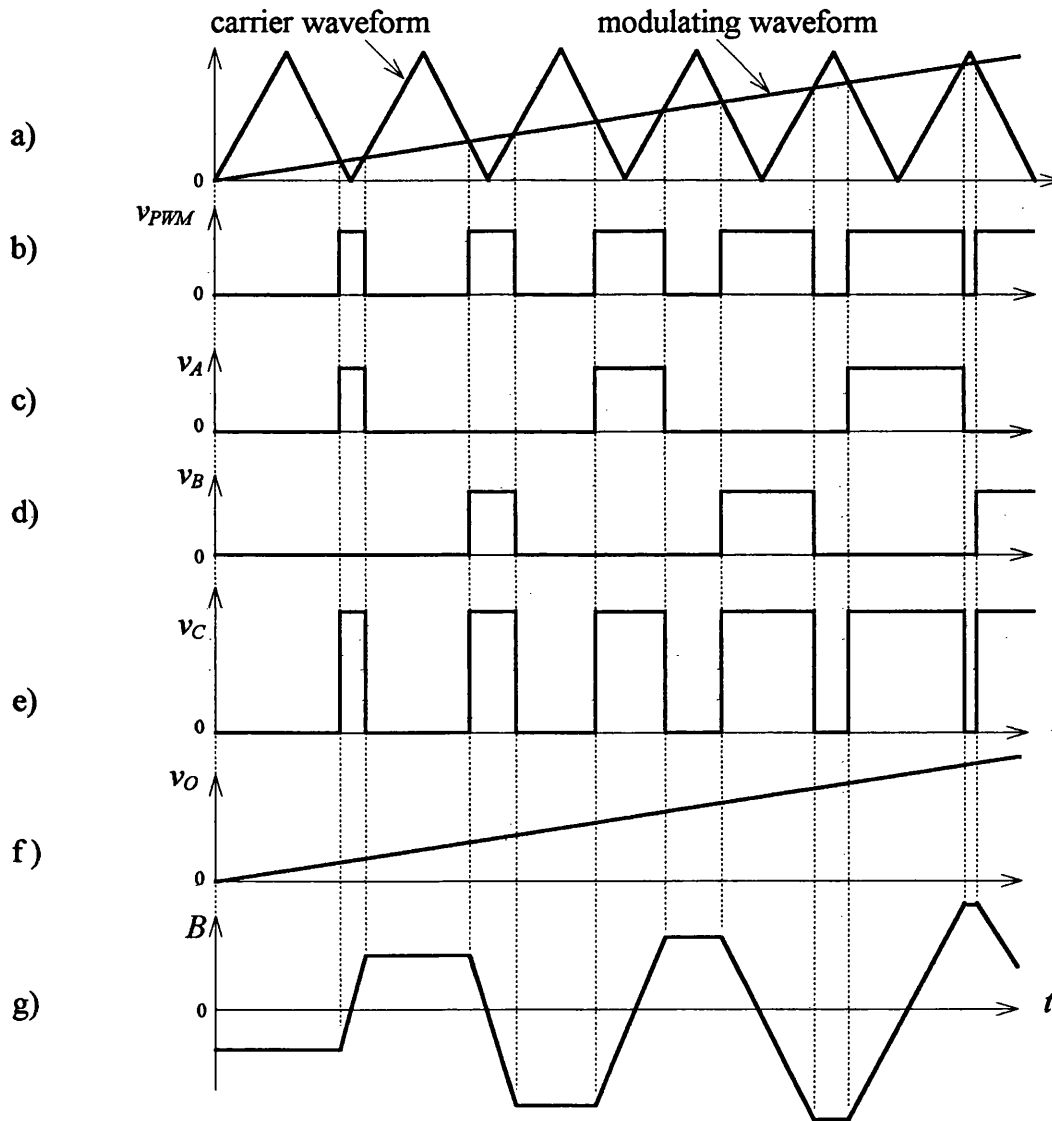 carrier waveform
modulating waveform
a)
0
v_PWM
b)
0
v_A
c)
0
v_B
d)
0
v_C
e)
0
v_O
f)
0
B
g)
0
t